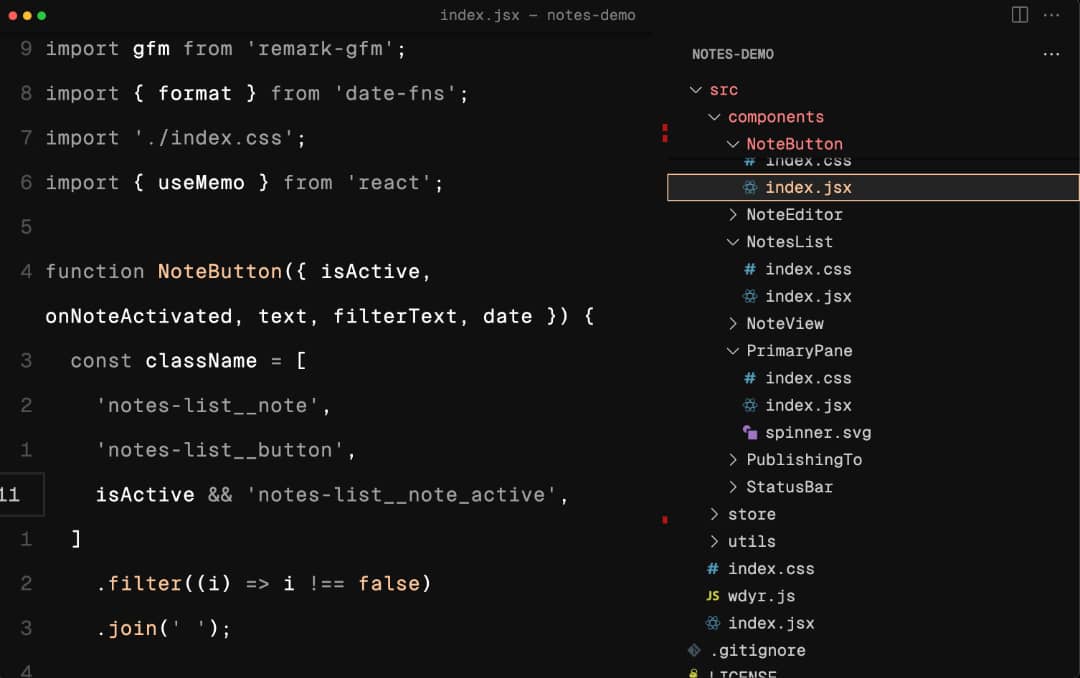 index.jsx – notes-demo
9 import gfm from 'remark-gfm';
8 import { format } from 'date-fns';
7 import './index.css';
6 import { useMemo } from 'react';
5
4 function NoteButton({ isActive,
onNoteActivated, text, filterText, date }) {
3 const className = [
2 'notes-list__note',
1 'notes-list__button',
11 isActive && 'notes-list__note_active',
1 ]
2 .filter((i) => i !== false)
3 .join(' ');
4
NOTES-DEMO
src
components
NoteButton
# index.css
index.jsx
NoteEditor
NotesList
# index.css
index.jsx
NoteView
PrimaryPane
# index.css
index.jsx
spinner.svg
PublishingTo
StatusBar
store
utils
# index.css
JS wdyr.js
index.jsx
.gitignore
LICENSE